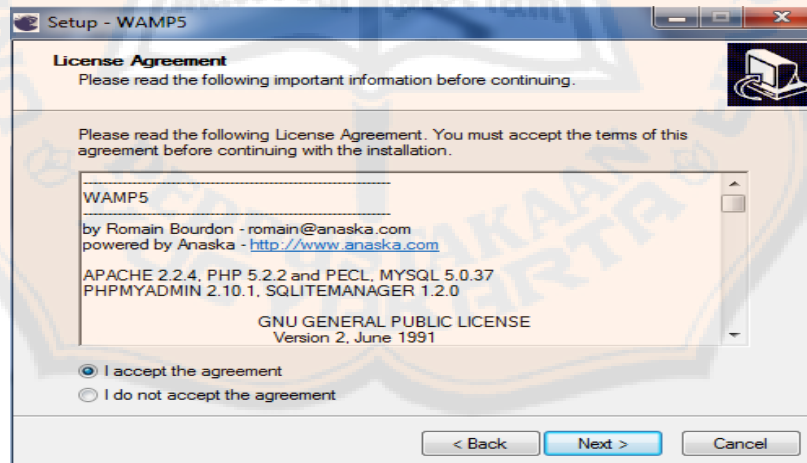 Setup - WAMP5
License Agreement
Please read the following important information before continuing.
Please read the following License Agreement. You must accept the terms of this
agreement before continuing with the installation.
WAMP5
by Romain Bourdon - romain@anaska.com
powered by Anaska - http://www.anaska.com
APACHE 2.2.4, PHP 5.2.2 and PECL, MYSQL 5.0.37
PHPMYADMIN 2.10.1, SQLITEMANAGER 1.2.0
GNU GENERAL PUBLIC LICENSE
Version 2, June 1991
I accept the agreement
I do not accept the agreement
< Back
Next >
Cancel
PERPUSTAKAAN